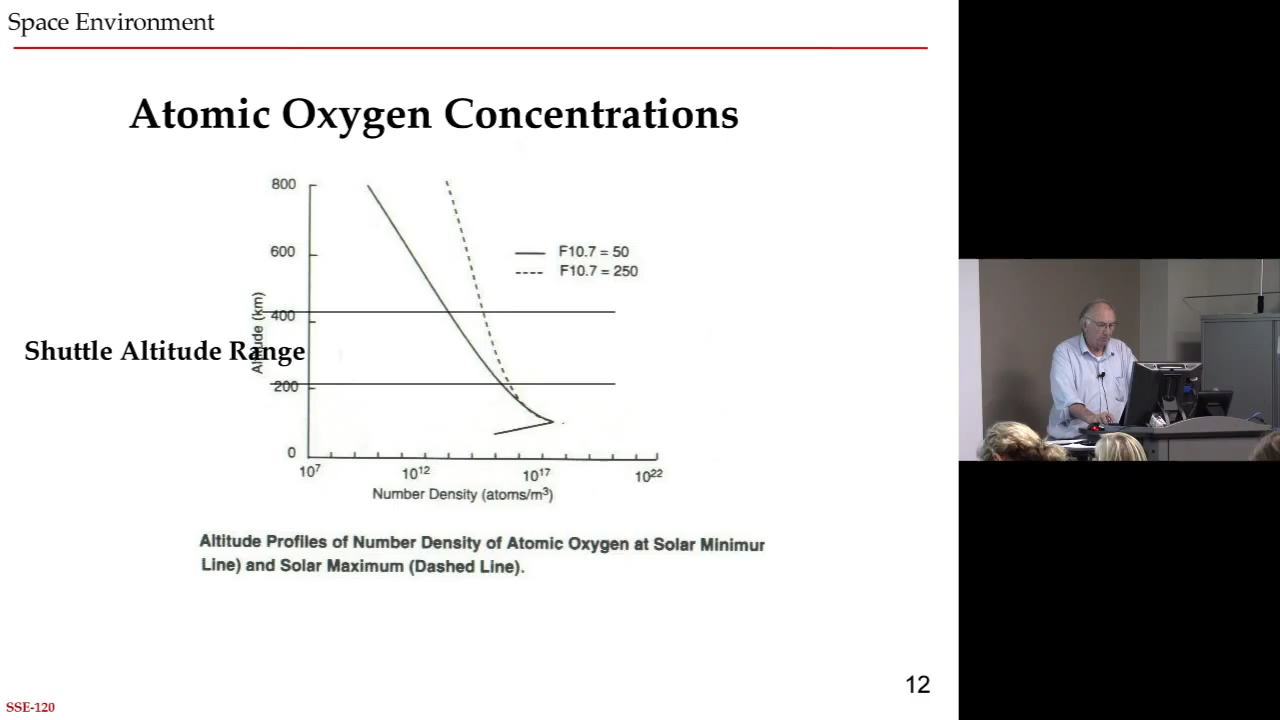 Space Environment
Atomic Oxygen Concentrations
800
600
400
200
0
Altitude (km)
Shuttle Altitude Range
F10.7 = 50
F10.7 = 250
10⁷
10¹²
10¹⁷
10²²
Number Density (atoms/m³)
Altitude Profiles of Number Density of Atomic Oxygen at Solar Minimur
Line) and Solar Maximum (Dashed Line).
12
SSE-120